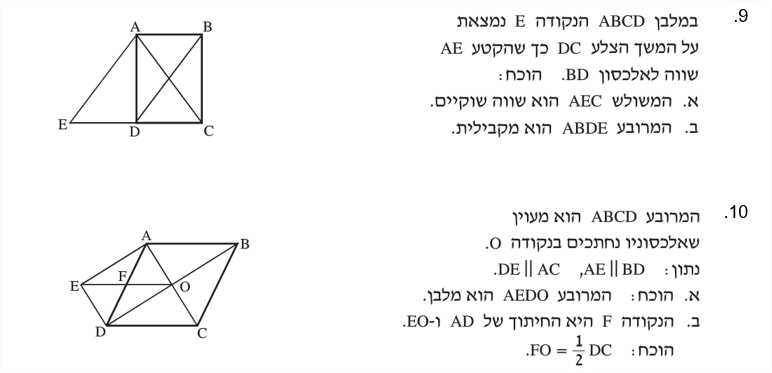 9. במלבן ABCD הנקודה E נמצאת
על המשך הצלע DC כך שהקטע AE
שווה לאלכסון BD. הוכח:
א. המשולש AEC הוא שווה שוקיים.
ב. המרובע ABDE הוא מקבילית.
A B
E D C
10. המרובע ABCD הוא מעוין
שאלכסוניו נחתכים בנקודה O.
נתון: AE || BD, DE || AC.
א. הוכח: המרובע AEDO הוא מלבן.
ב. הנקודה F היא החיתוך של AD ו-EO.
הוכח: FO = 1/2 DC.
A B
E F O
D C